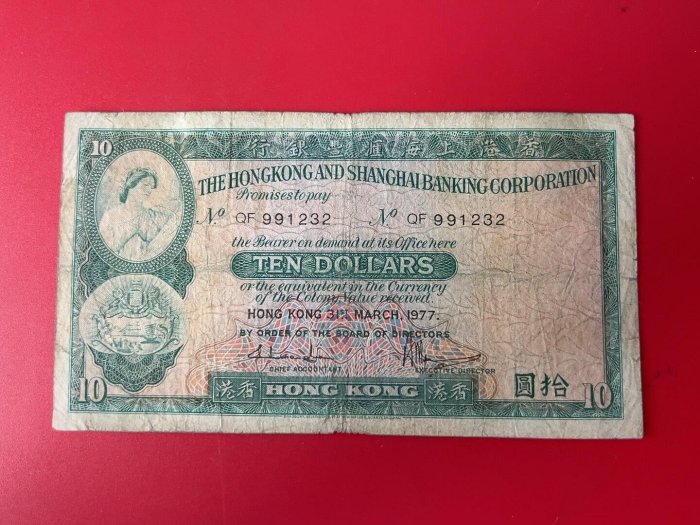 10
行銀豐匯海上港香
THE HONGKONG AND SHANGHAI BANKING CORPORATION
Promises to pay
No QF 991232 No QF 991232
the Bearer on demand at its Office here
TEN DOLLARS
or the equivalent in the Currency
of the Colony Value received.
HONG KONG 31ST MARCH, 1977.
BY ORDER OF THE BOARD OF DIRECTORS
CHIEF ACCOUNTANT
EXECUTIVE DIRECTOR
10 港香 HONG KONG 港香 圓拾 10